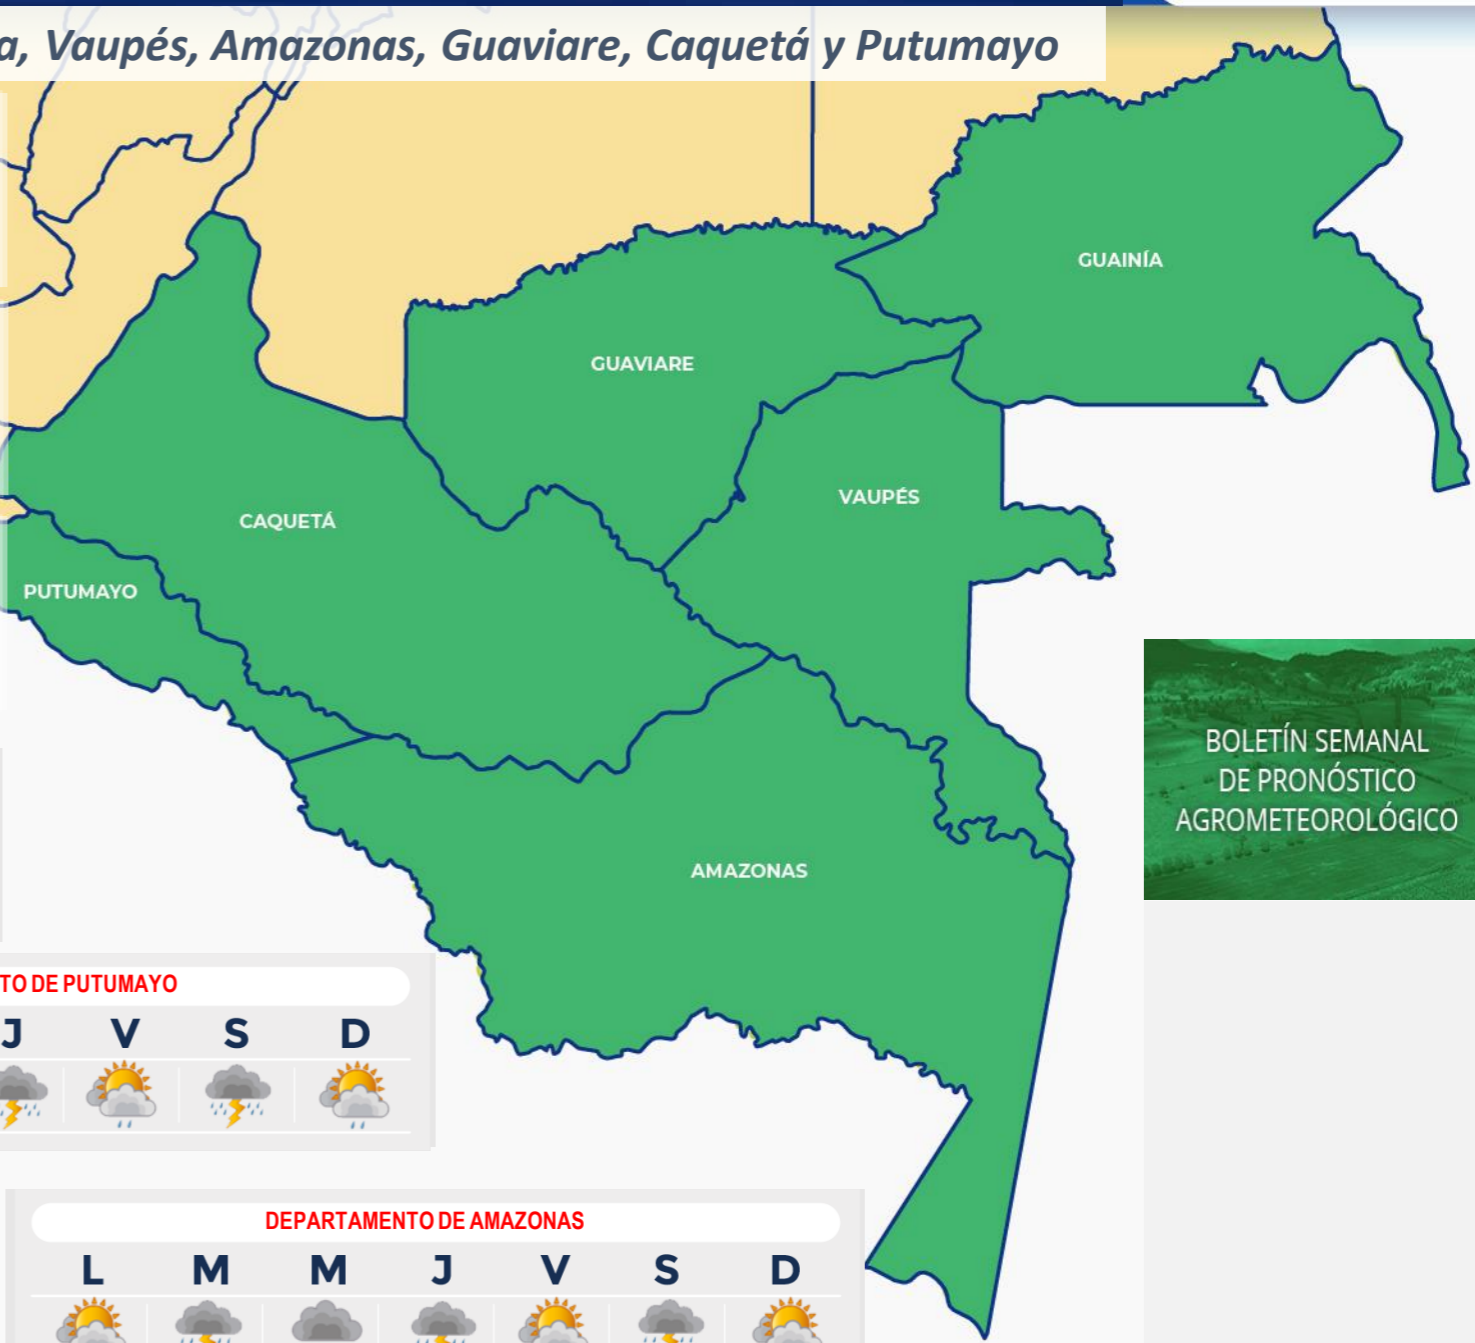 Vaupés, Amazonas, Guaviare, Caquetá y Putumayo
GUAINÍA
GUAVIARE
VAUPÉS
CAQUETÁ
PUTUMAYO
BOLETÍN SEMANAL
DE PRONÓSTICO
AGROMETEOROLÓGICO
AMAZONAS
DE PUTUMAYO
J V S D
DEPARTAMENTO DE AMAZONAS
L M M J V S D